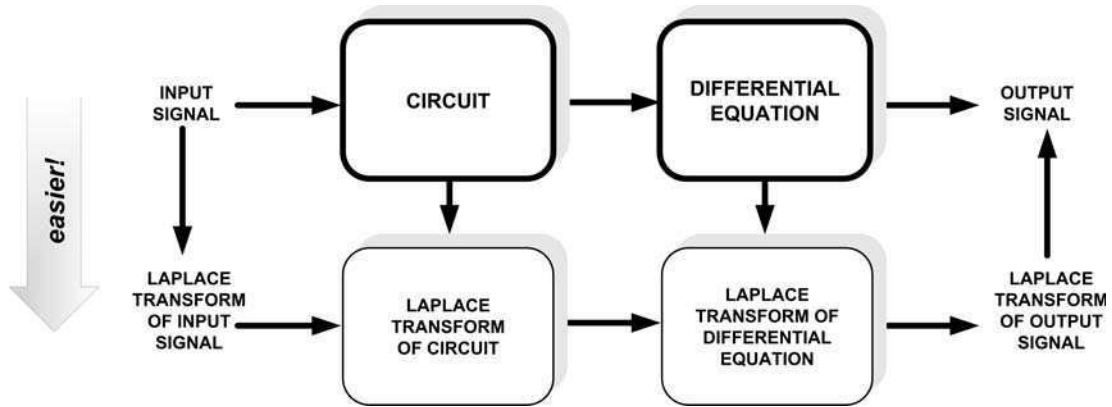 easier!
INPUT
SIGNAL
CIRCUIT
DIFFERENTIAL
EQUATION
OUTPUT
SIGNAL
LAPLACE
TRANSFORM
OF INPUT
SIGNAL
LAPLACE
TRANSFORM
OF CIRCUIT
LAPLACE
TRANSFORM OF
DIFFERENTIAL
EQUATION
LAPLACE
TRANSFORM
OF OUTPUT
SIGNAL